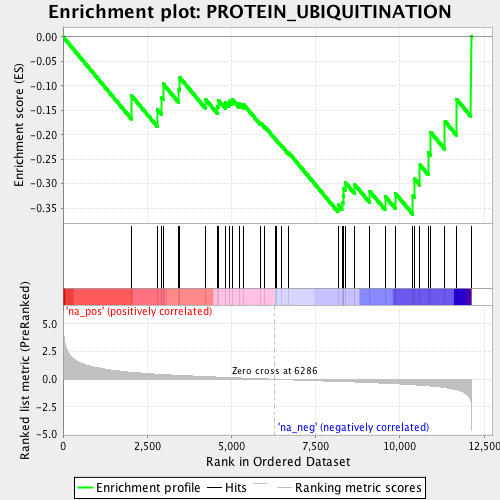 Enrichment plot: PROTEIN_UBIQUITINATION
Enrichment score (ES)
0.00
-0.05
-0.10
-0.15
-0.20
-0.25
-0.30
-0.35
'na_pos' (positively correlated)
Ranked list metric (PreRanked)
5.0
2.5
0.0
-2.5
-5.0
Zero cross at 6286
'na_neg' (negatively correlated)
0
2,500
5,000
7,500
10,000
12,500
Rank in Ordered Dataset
Enrichment profile
Hits
Ranking metric scores